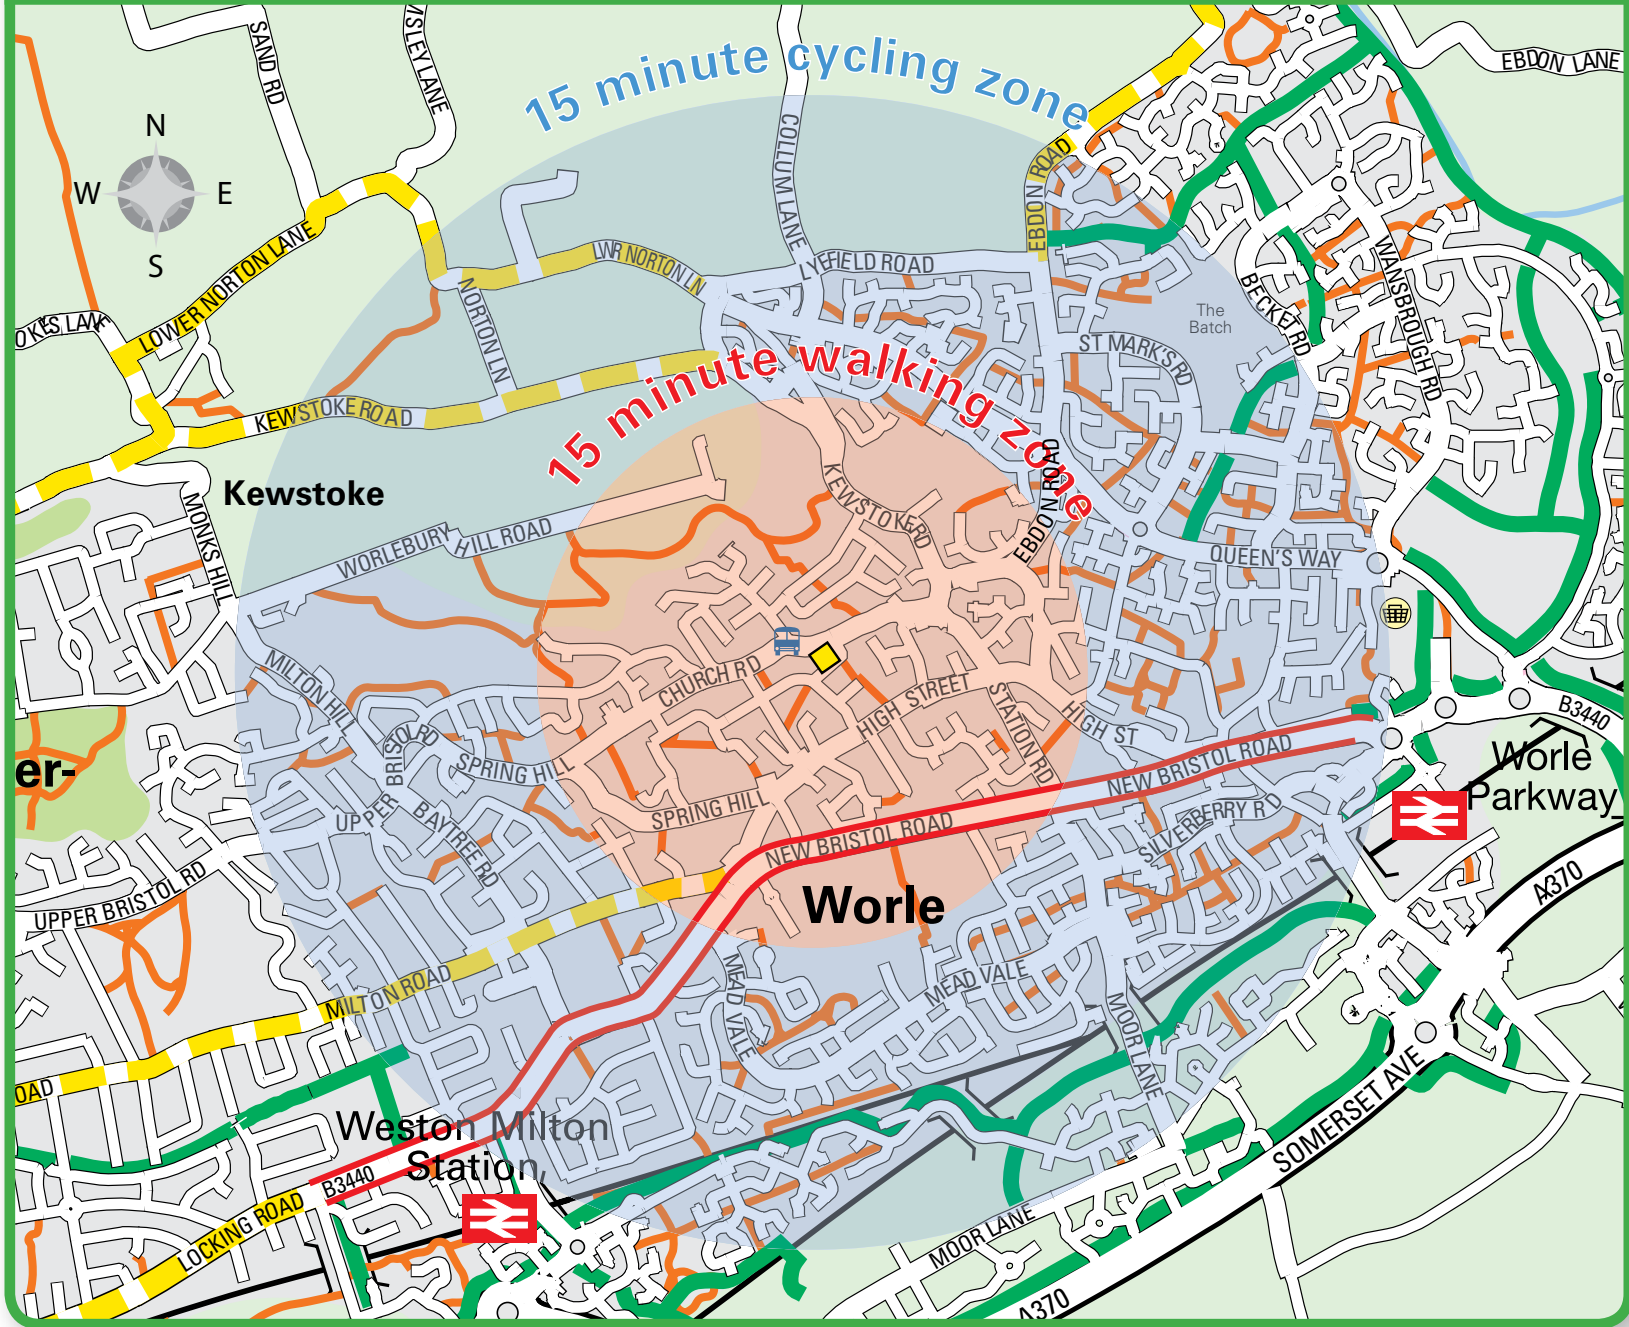 SAND RD
SLEY LANE
EBDON LANE
15 minute cycling zone
N
W
E
S
COLLUM LANE
EBDON ROAD
LOWER NORTON LANE
LWR NORTON LN
LYEFIELD ROAD
WANSBROUGH RD
BECKET RD
NORTON LN
The
Batch
OKES LANE
ST MARK'S RD
15 minute walking zone
KEWSTOKE ROAD
Kewstoke
KEWSTOKE RD
EBDON ROAD
MONKS HILL
WORLEBURY HILL ROAD
QUEEN'S WAY
MILTON HILL
CHURCH RD
HIGH STREET
STATION RD
HIGH ST
B3440
BRISTOL RD
UPPER
SPRING HILL
NEW BRISTOL ROAD
Worle
Parkway
er-
SPRING HILL
BAYTREE RD
NEW BRISTOL ROAD
SILVERBERRY RD
UPPER BRISTOL RD
Worle
A370
MILTON ROAD
MEAD VALE
MEAD VALE
MOOR LANE
OAD
Weston Milton
Station
B3440
LOCKING ROAD
SOMERSET AVE
MOOR LANE
A370